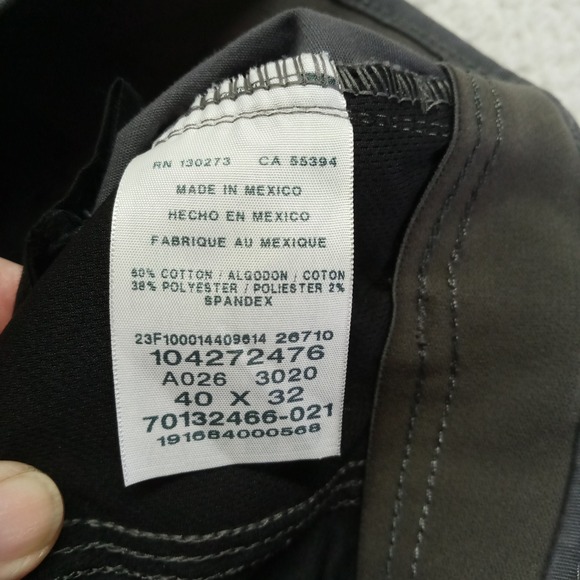 RN 130273 CA 55394
MADE IN MEXICO
HECHO EN MEXICO
FABRIQUE AU MEXIQUE
60% COTTON / ALGODON / COTON
38% POLYESTER / POLIESTER 2%
SPANDEX
23F100014409614 26710
104272476
A026 3020
40 X 32
70132466-021
191684000568